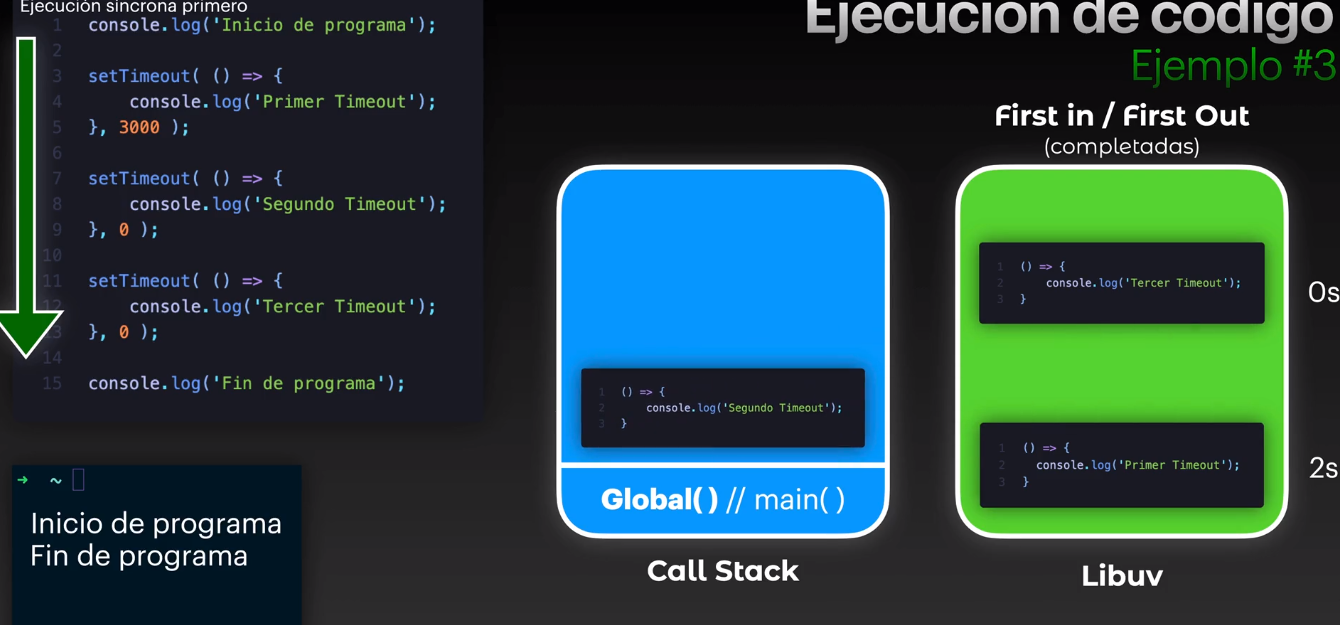 Ejecución síncrona primero
1 console.log('Inicio de programa');
2
3 setTimeout( () => {
4 console.log('Primer Timeout');
5 }, 3000 );
6
7 setTimeout( () => {
8 console.log('Segundo Timeout');
9 }, 0 );
10
11 setTimeout( () => {
12 console.log('Tercer Timeout');
13 }, 0 );
14
15 console.log('Fin de programa');
➜ ~
Inicio de programa
Fin de programa
Ejecución de código
Ejemplo #3
1 () => {
2 console.log('Segundo Timeout');
3 }
Global() // main()
Call Stack
First in / First Out
(completadas)
1 () => {
2 console.log('Tercer Timeout');
3 }
0s
1 () => {
2 console.log('Primer Timeout');
3 }
2s
Libuv